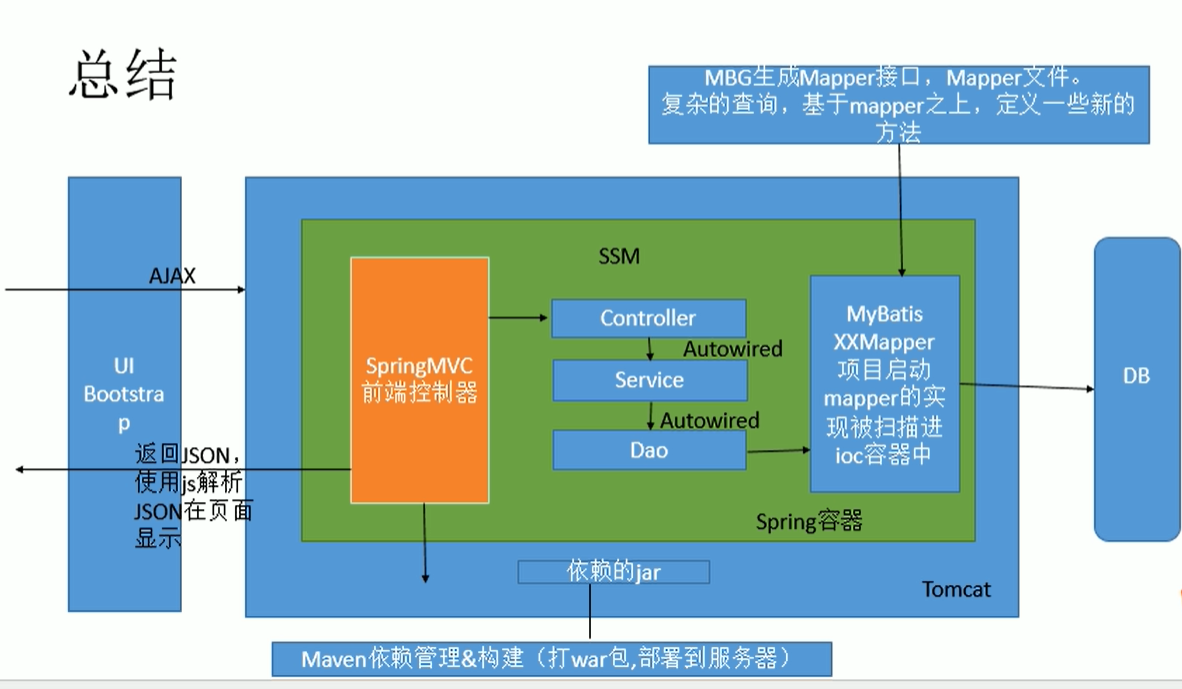 总结
MBG生成Mapper接口，Mapper文件。
复杂的查询，基于mapper之上，定义一些新的
方法
AJAX
UI
Bootstra
p
返回JSON，
使用js解析
JSON在页面
显示
SSM
SpringMVC
前端控制器
Controller
Autowired
Service
Autowired
Dao
MyBatis
XXMapper
项目启动
mapper的实
现被扫描进
ioc容器中
Spring容器
DB
依赖的jar
Tomcat
Maven依赖管理&构建（打war包,部署到服务器）